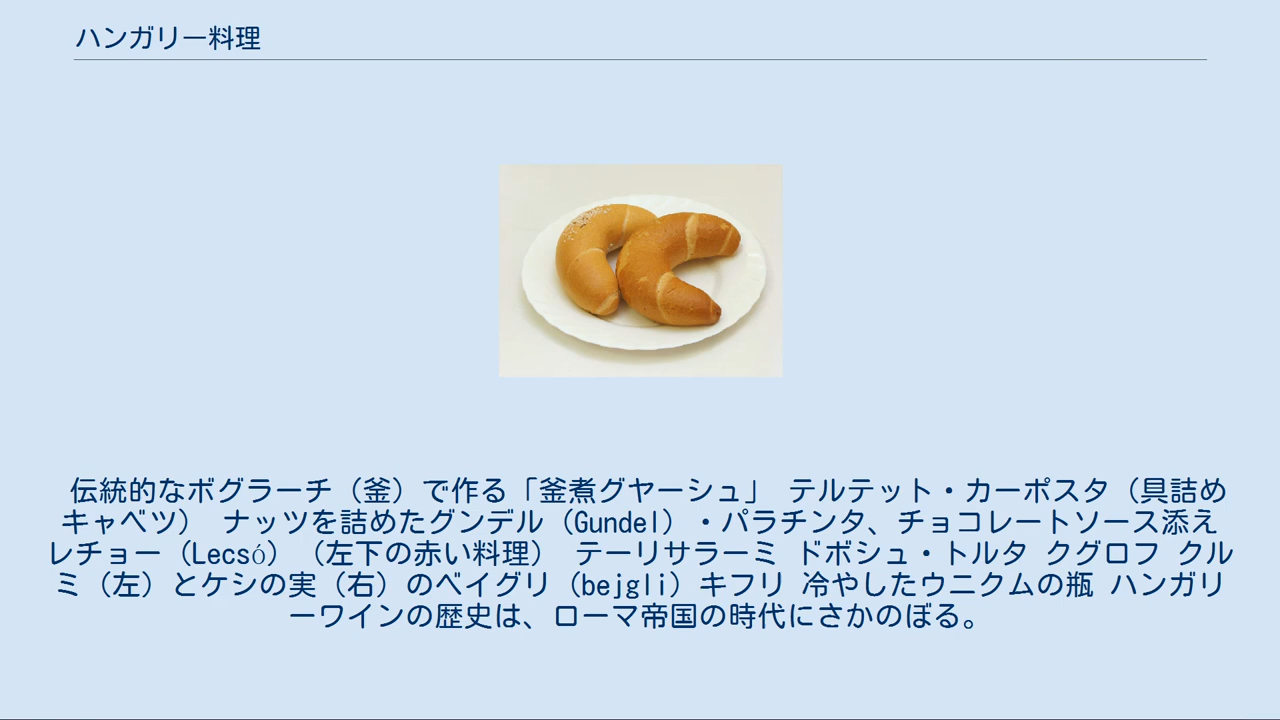 ハンガリー料理
伝統的なボグラーチ（釜）で作る「釜煮グヤーシュ」 テルテット・カーポスタ（具詰め
キャベツ） ナッツを詰めたグンデル（Gundel）・パラチンタ、チョコレートソース添え
レチョー（Lecsó）（左下の赤い料理） テーリサラーミ ドボシュ・トルタ クグロフ クル
ミ（左）とケシの実（右）のベイグリ（bejgli）キフリ 冷やしたウニクムの瓶 ハンガリ
ーワインの歴史は、ローマ帝国の時代にさかのぼる。